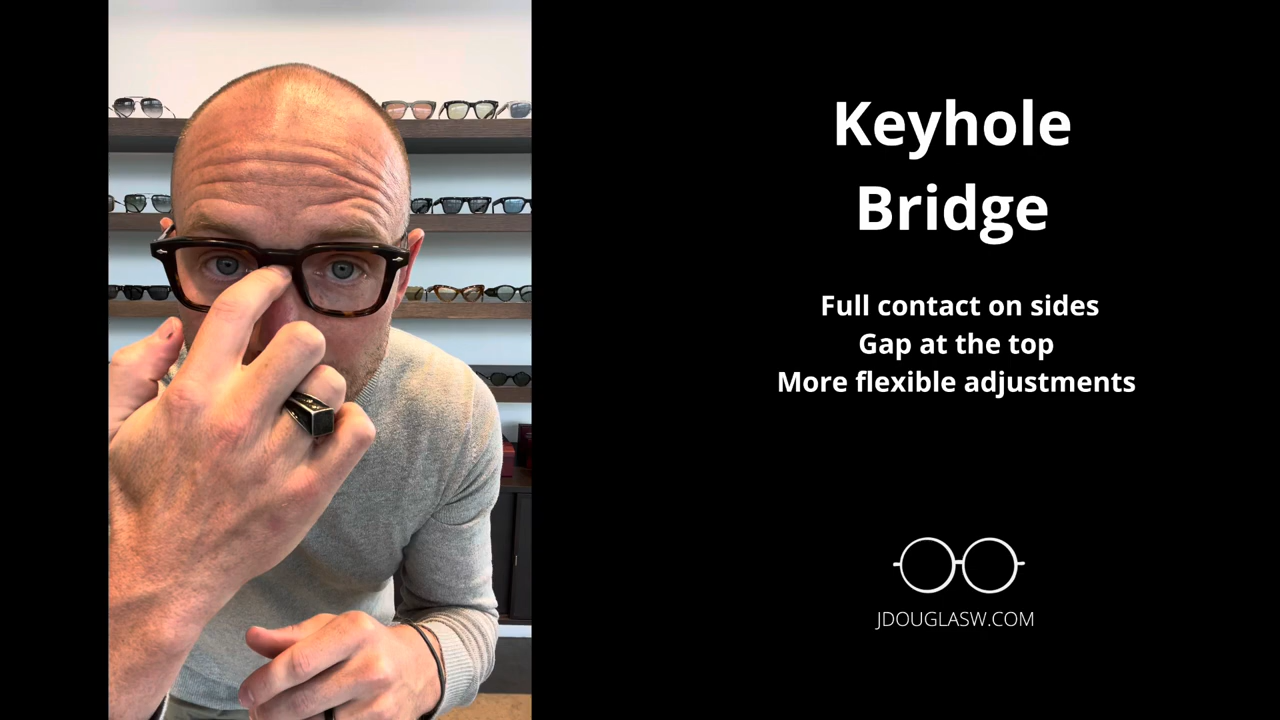 Keyhole
Bridge
Full contact on sides
Gap at the top
More flexible adjustments
JDOUGLASW.COM